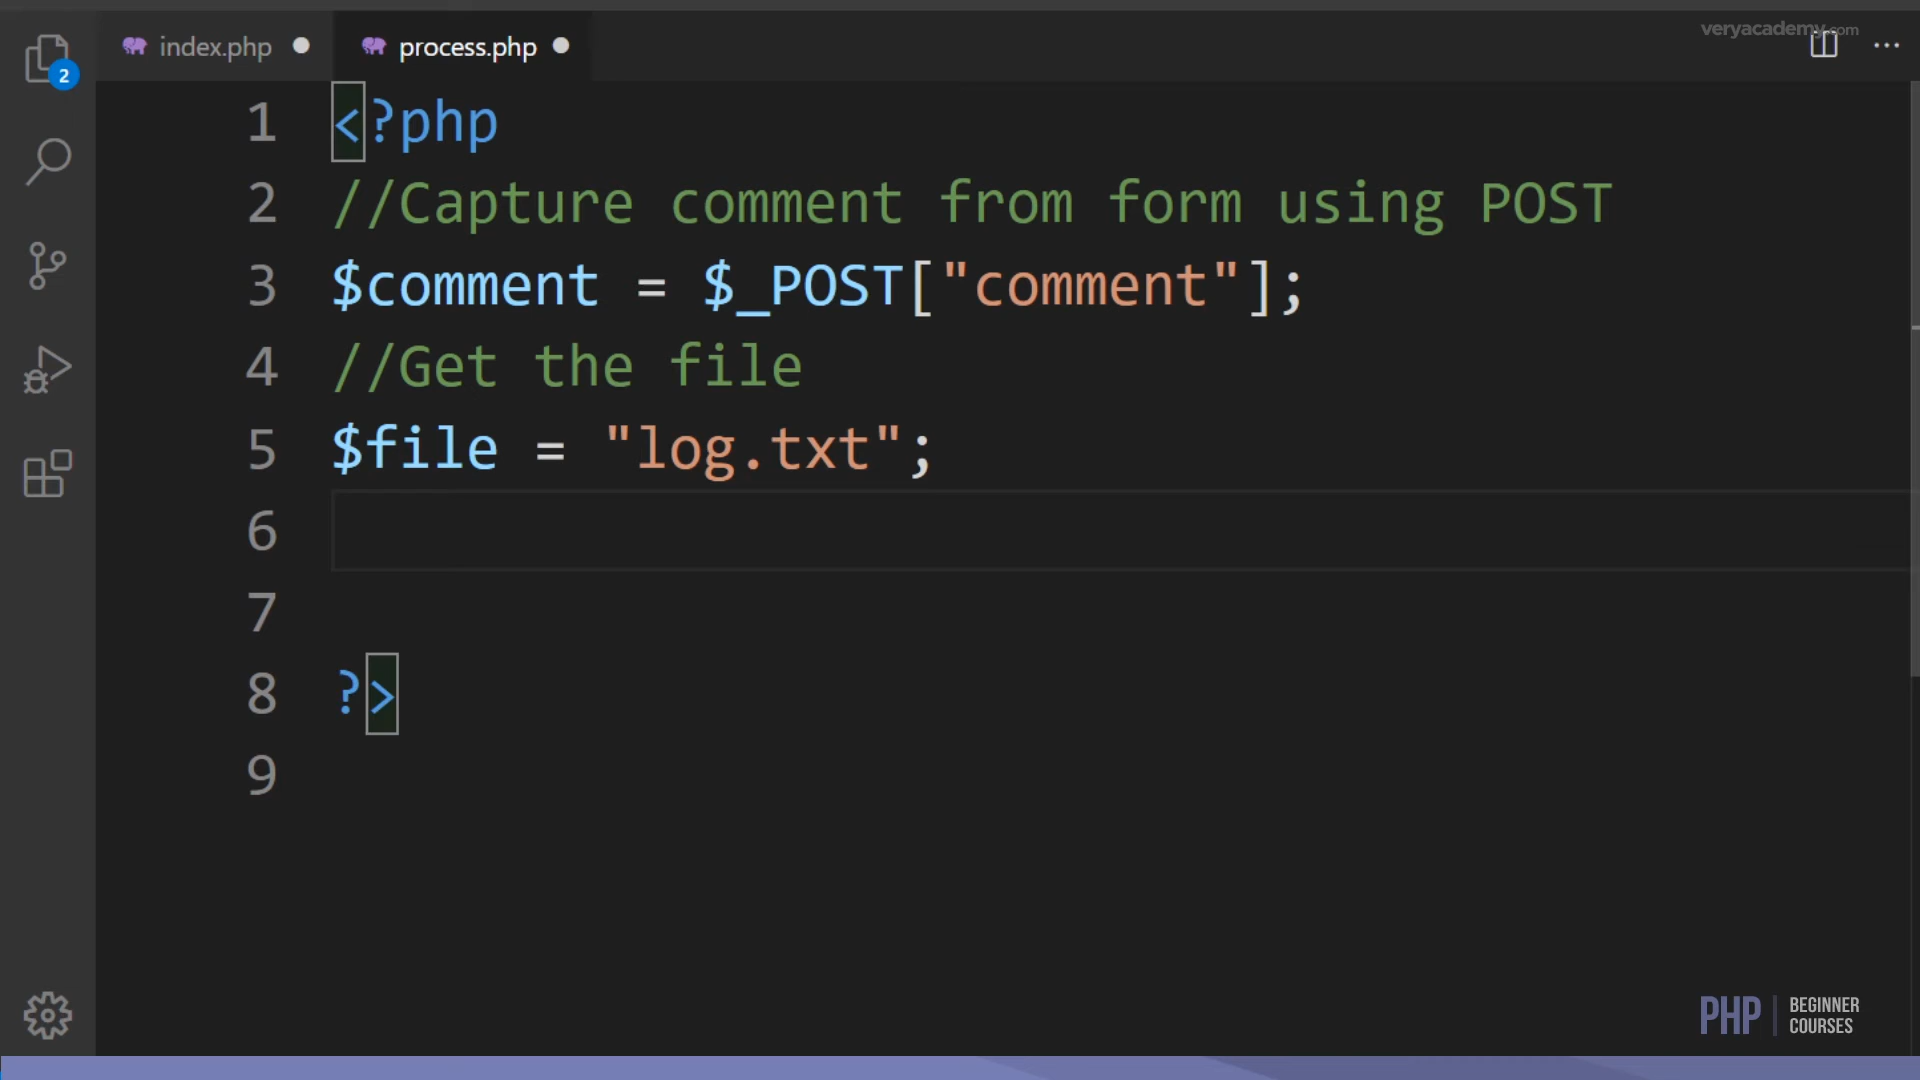 veryacademy.com
index.php
process.php
2
1 <?php
2 //Capture comment from form using POST
3 $comment = $_POST["comment"];
4 //Get the file
5 $file = "log.txt";
6
7
8 ?>
9
PHP | BEGINNER
COURSES